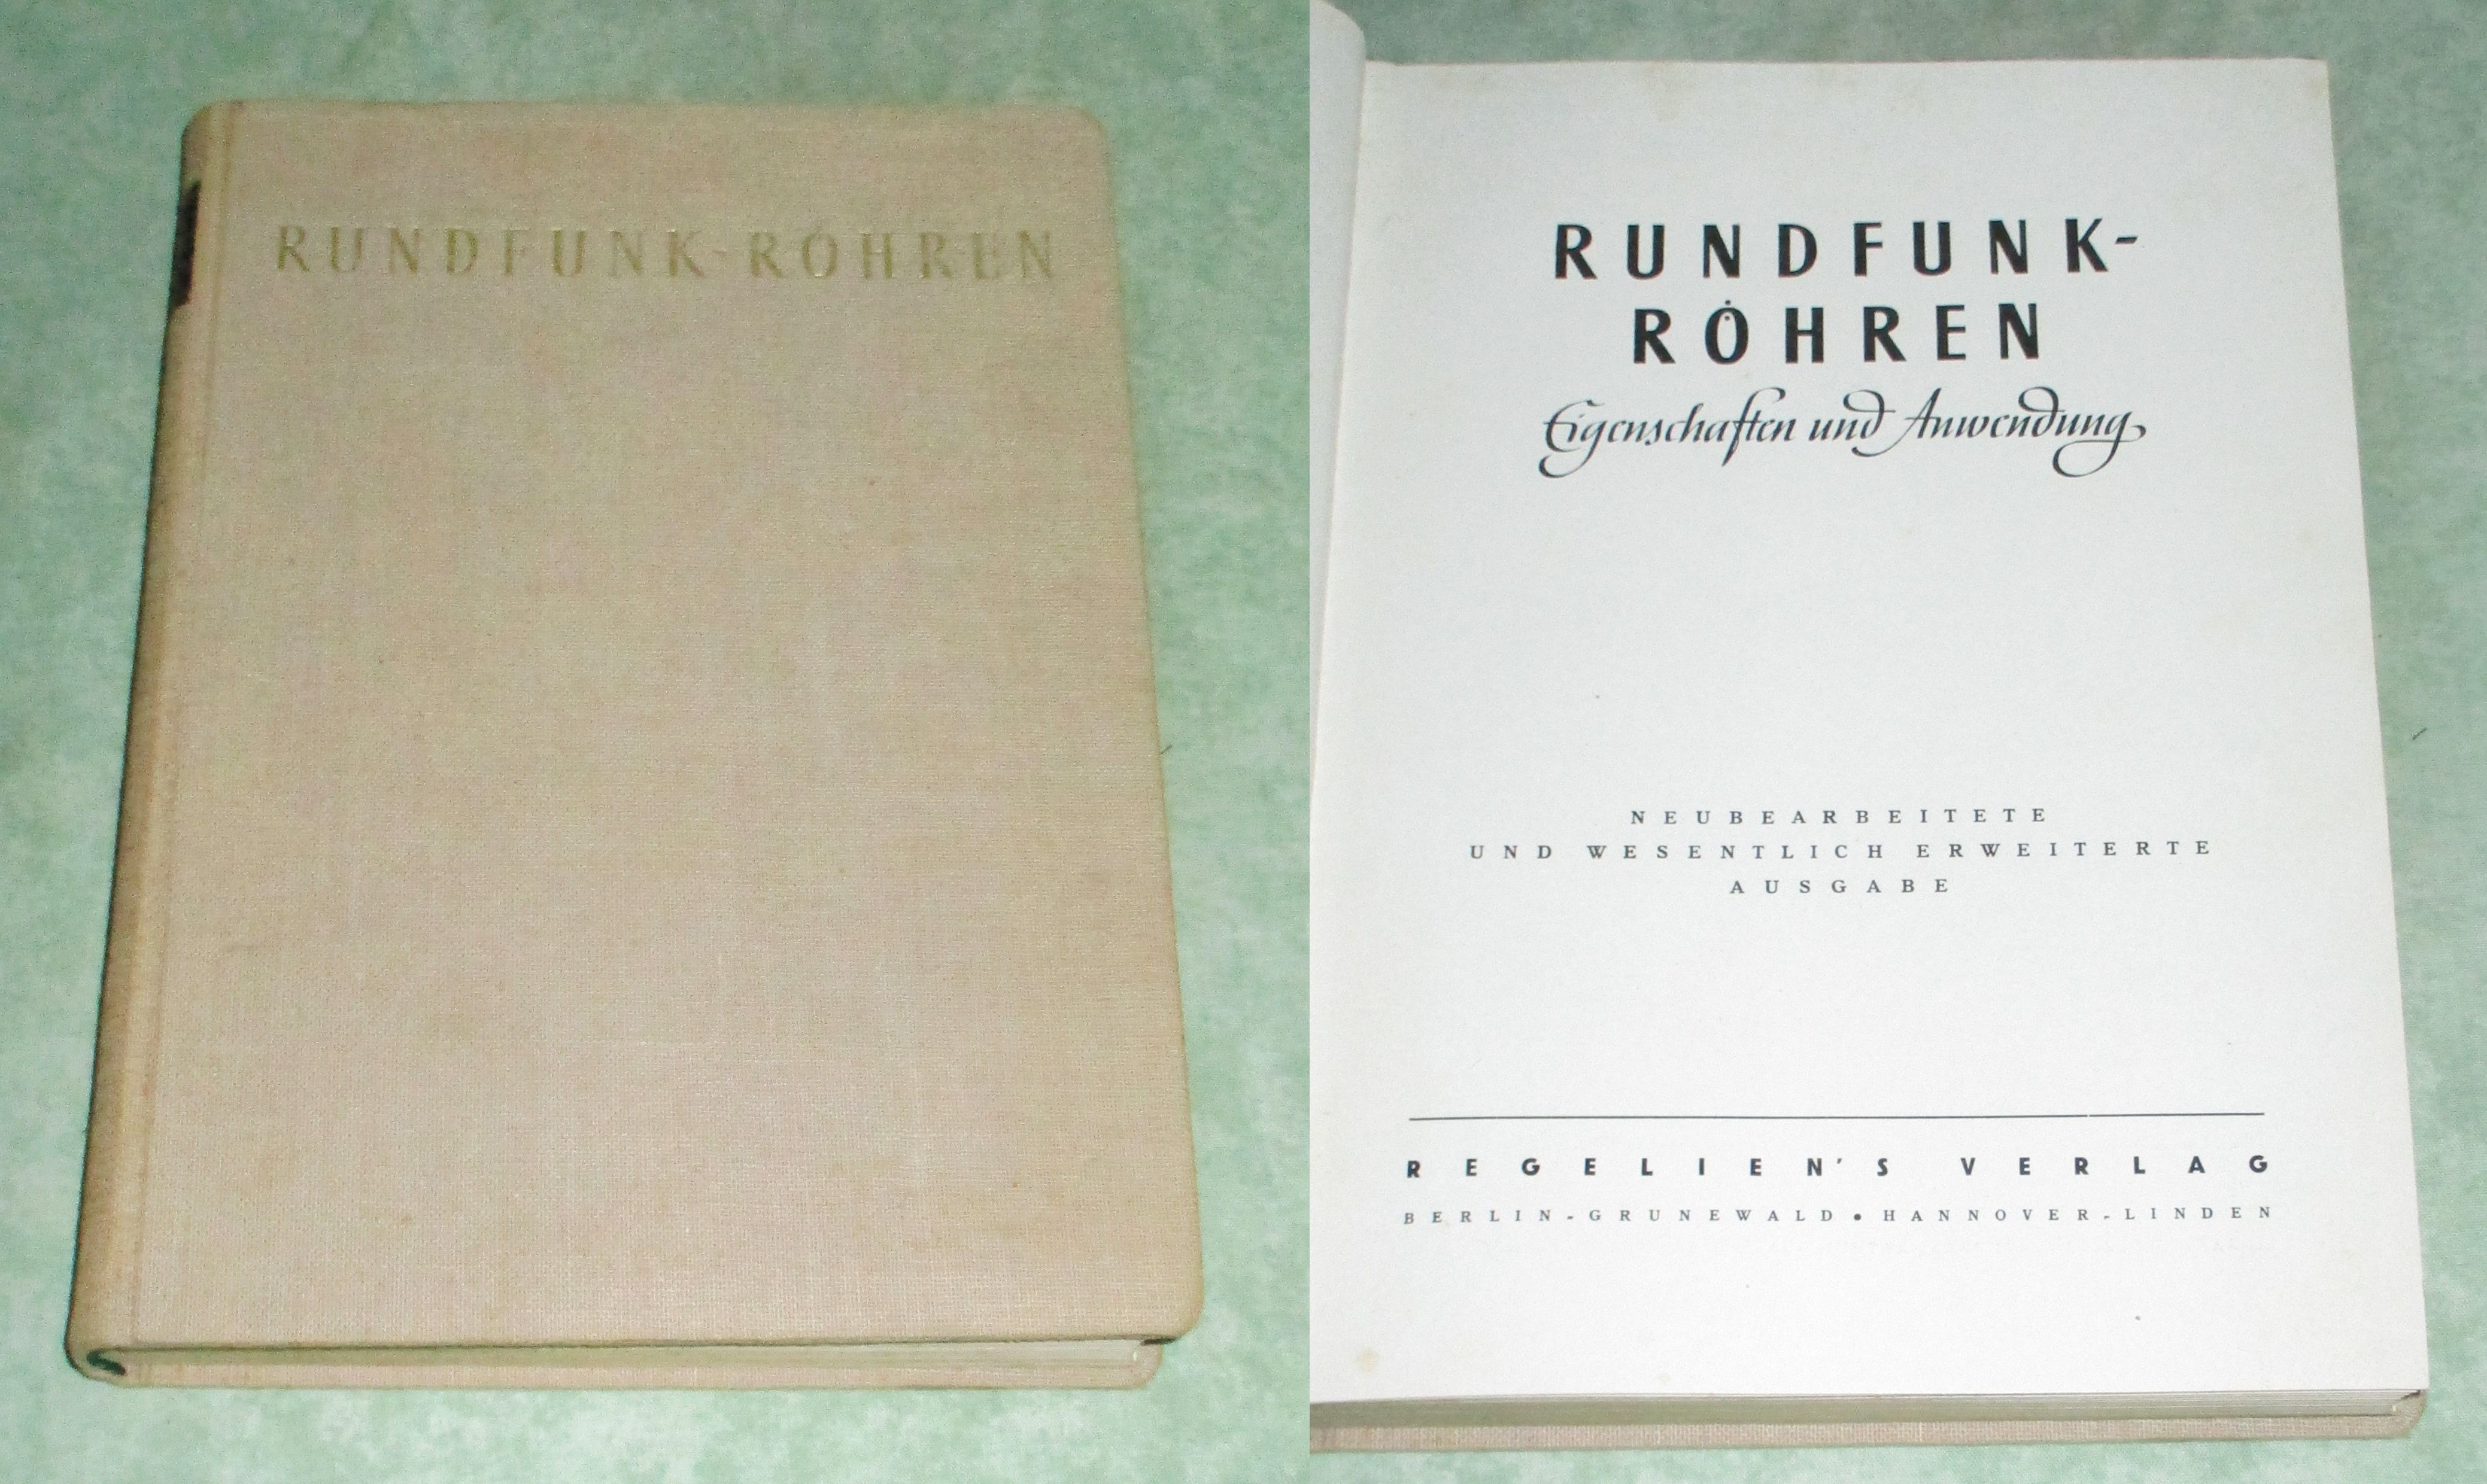 RUNDFUNK-RÖHREN
RUNDFUNK-
RÖHREN
Eigenschaften und Anwendung
NEUBEARBEITETE
UND WESENTLICH ERWEITERTE
AUSGABE
REGELIEN'S VERLAG
BERLIN-GRUNEWALD • HANNOVER-LINDEN